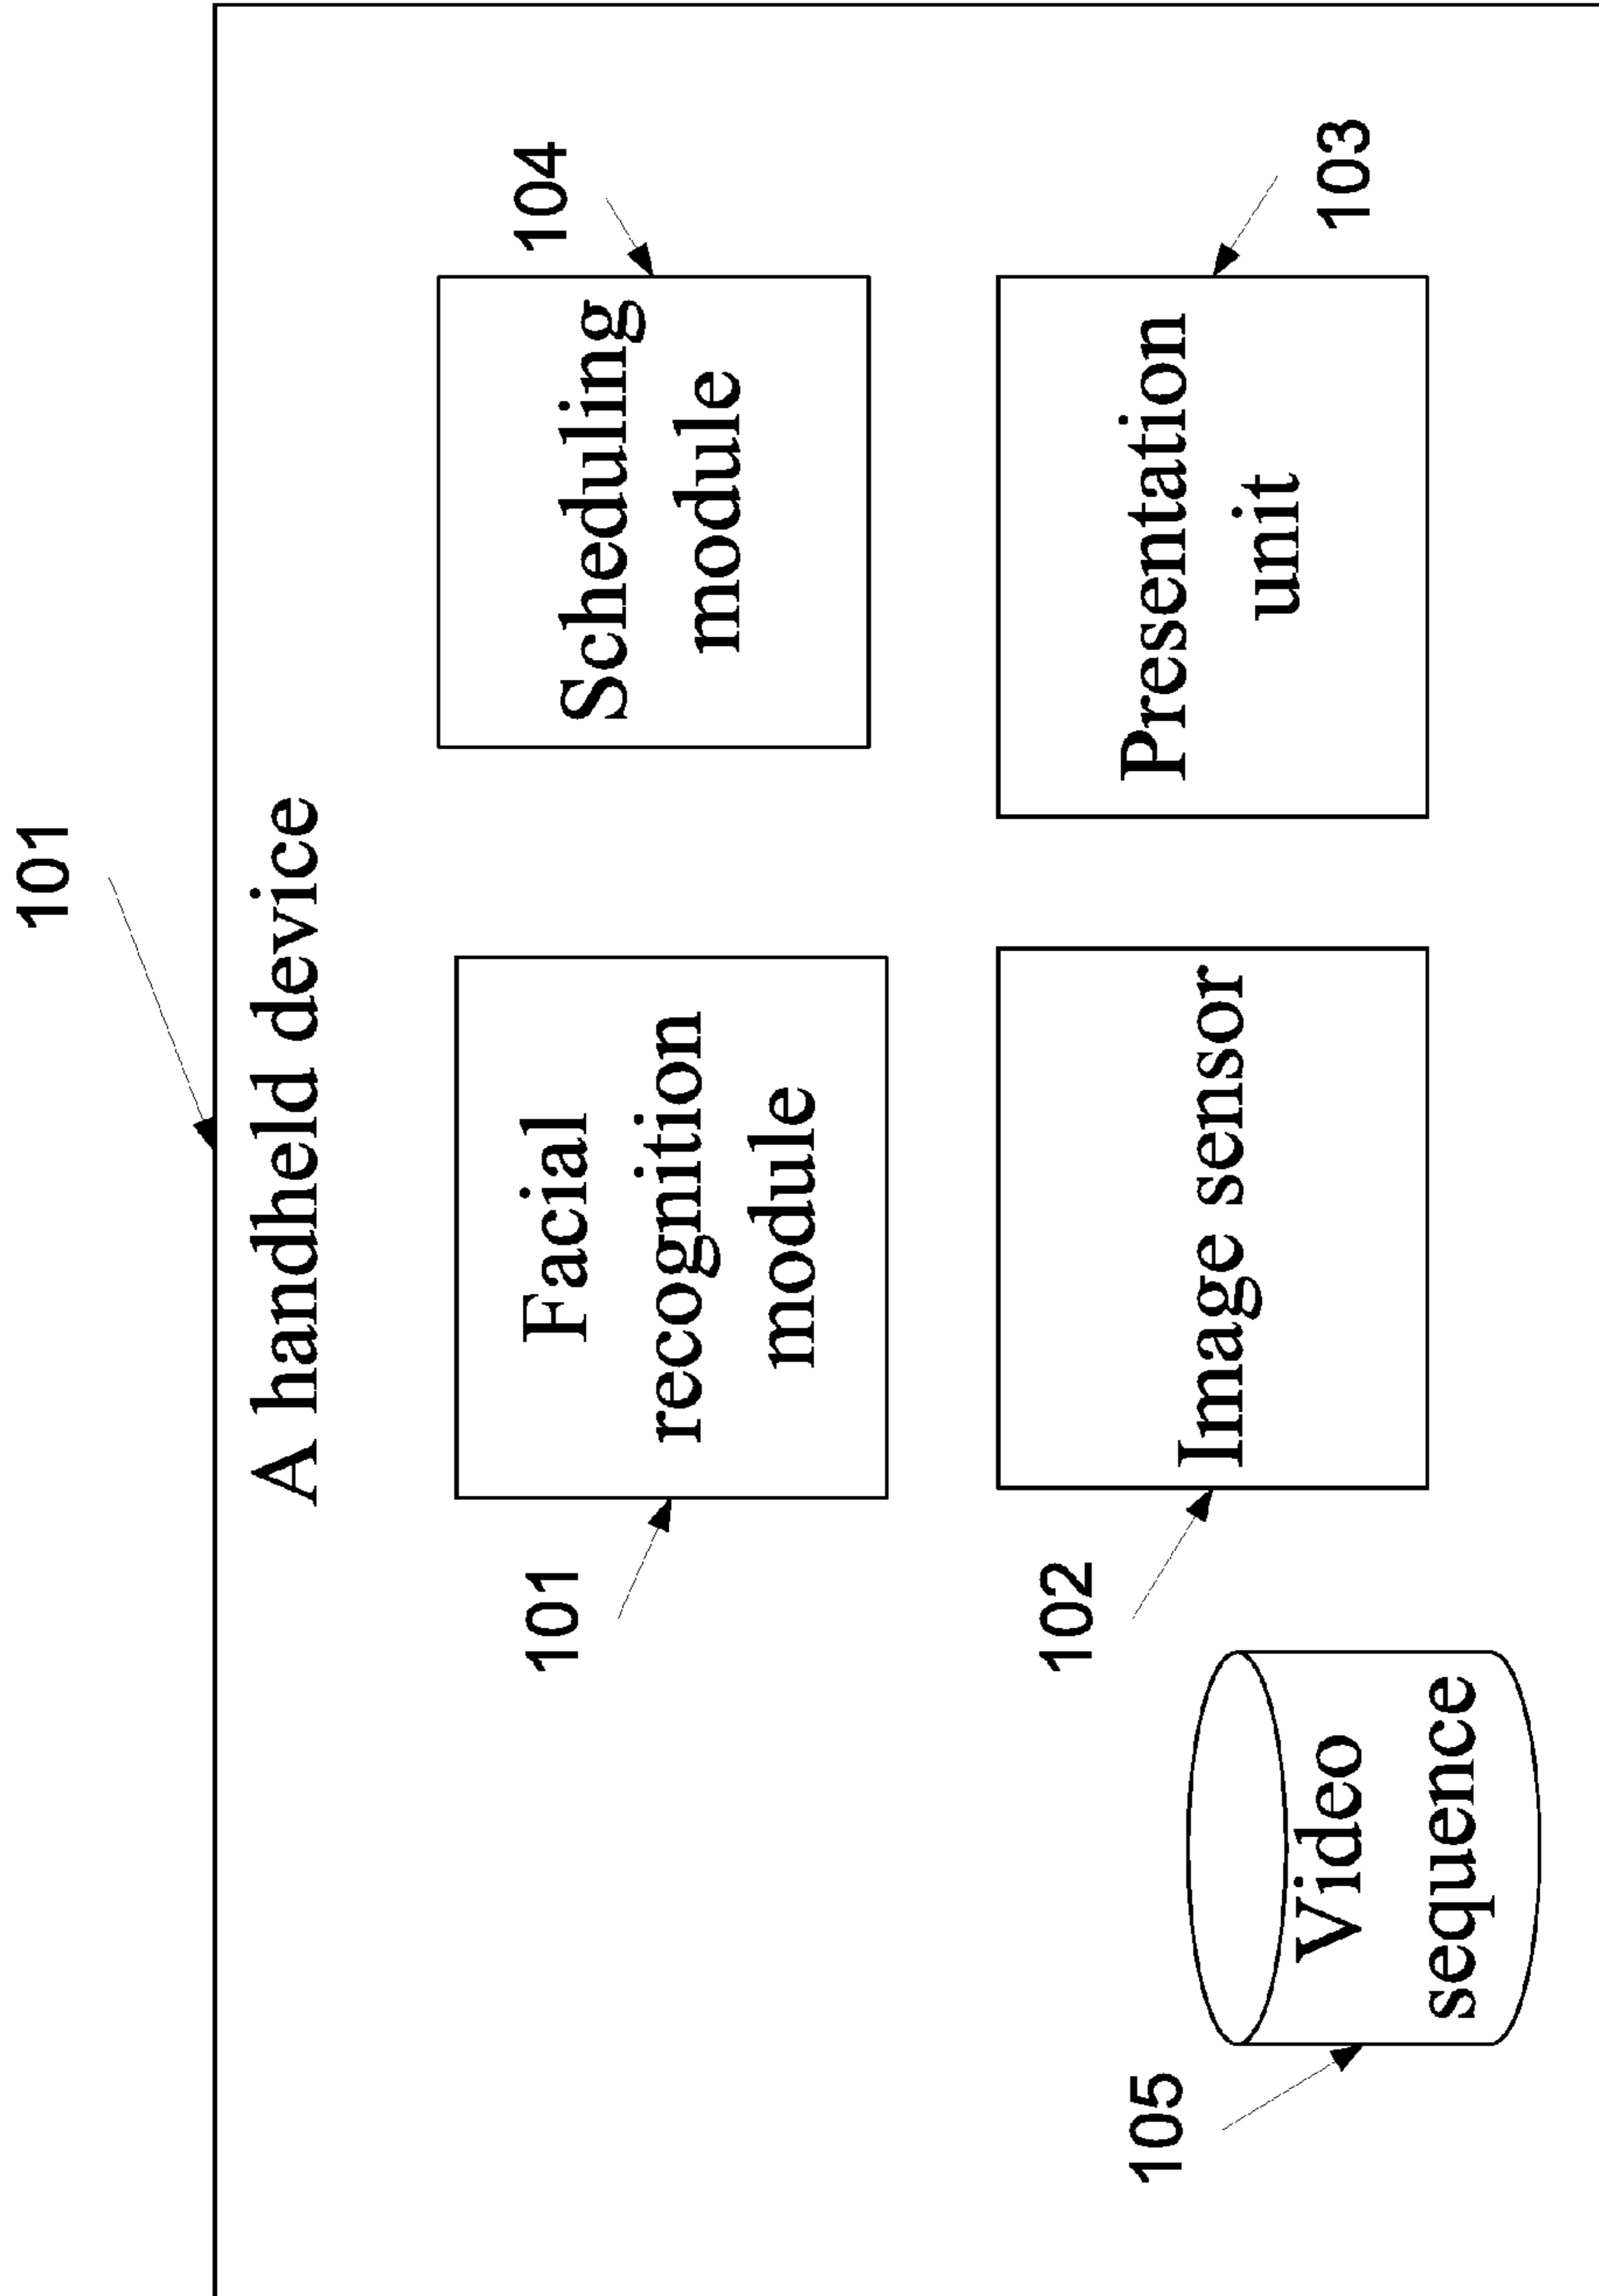 101
A handheld device
101
Facial
recognition
module
104
Scheduling
module
105
Video
sequence
102
Image sensor
103
Presentation
unit